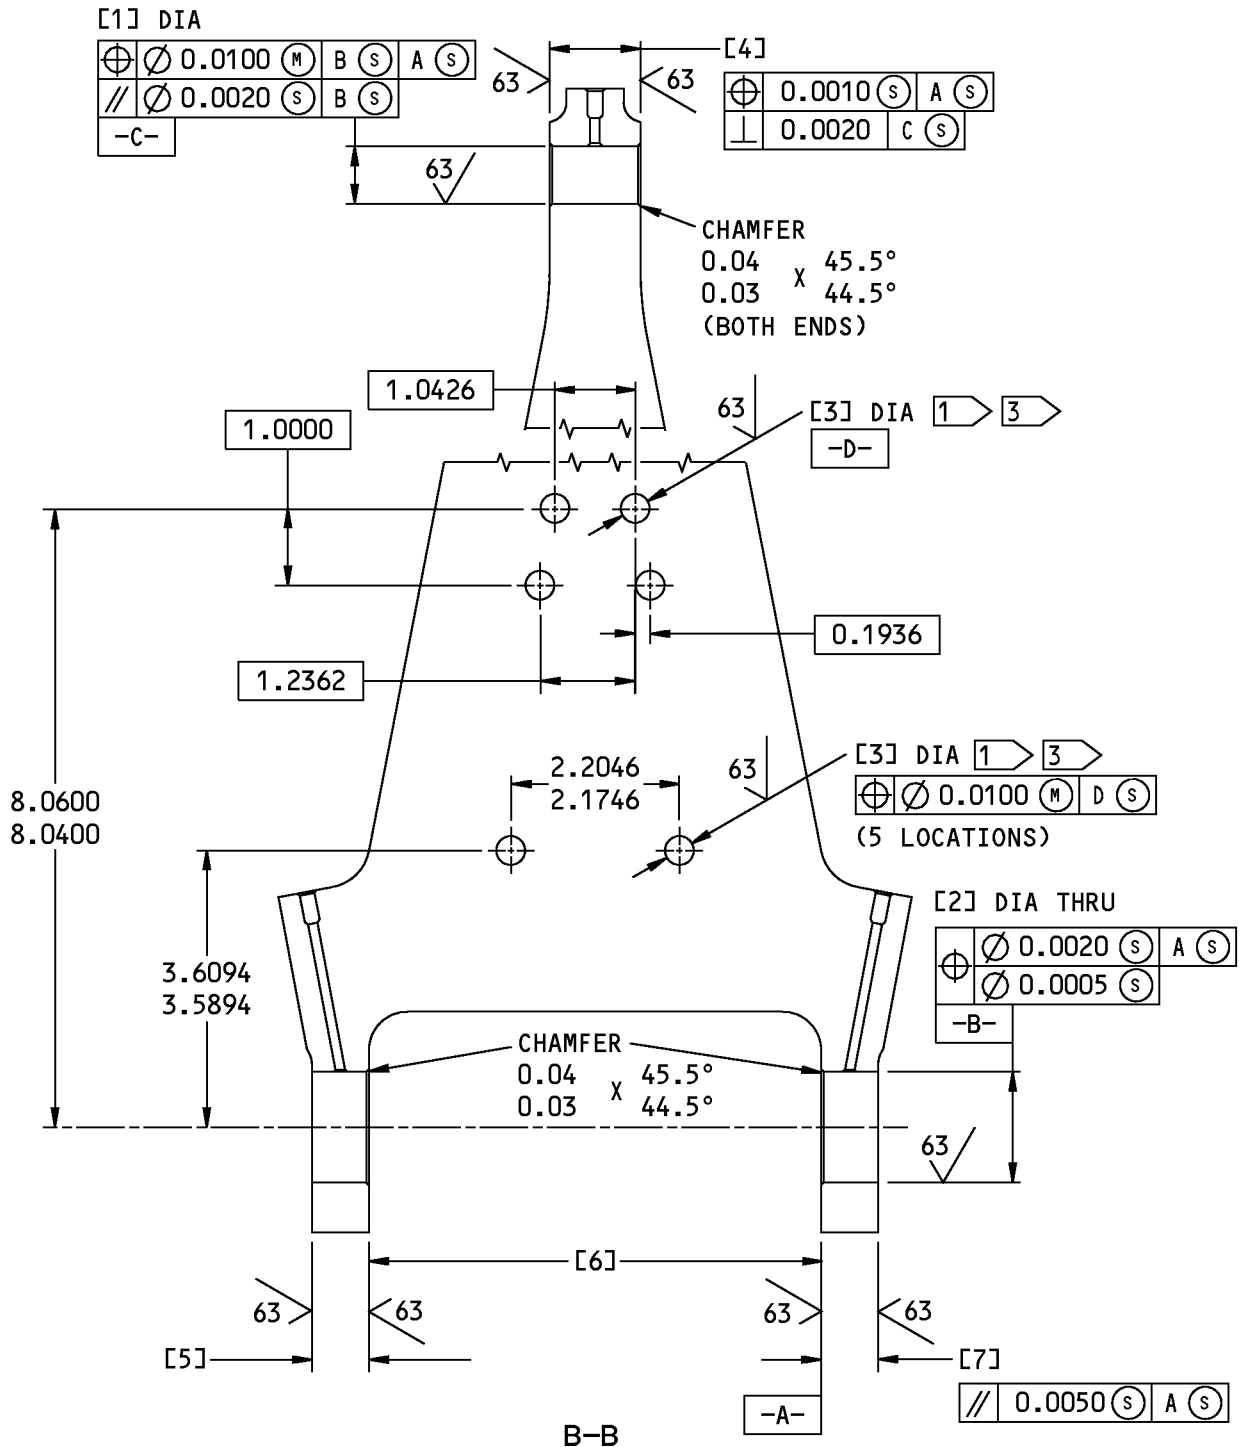 [1] DIA
⌖ ⌀ 0.0100 Ⓜ B Ⓢ A Ⓢ
// ⌀ 0.0020 Ⓢ B Ⓢ
-C-
63
63
[4]
⌖ 0.0010 Ⓢ A Ⓢ
⊥ 0.0020 C Ⓢ
63
CHAMFER
0.04 X 45.5°
0.03 44.5°
(BOTH ENDS)
1.0426
1.0000
63
[3] DIA 1 3
-D-
0.1936
1.2362
2.2046
2.1746
63
[3] DIA 1 3
⌖ ⌀ 0.0100 Ⓜ D Ⓢ
(5 LOCATIONS)
8.0600
8.0400
[2] DIA THRU
⌖ ⌀ 0.0020 Ⓢ A Ⓢ
⌀ 0.0005 Ⓢ
-B-
3.6094
3.5894
CHAMFER
0.04 X 45.5°
0.03 44.5°
63
[6]
63
63
63
63
[5]
[7]
-A-
// 0.0050 Ⓢ A Ⓢ
B-B